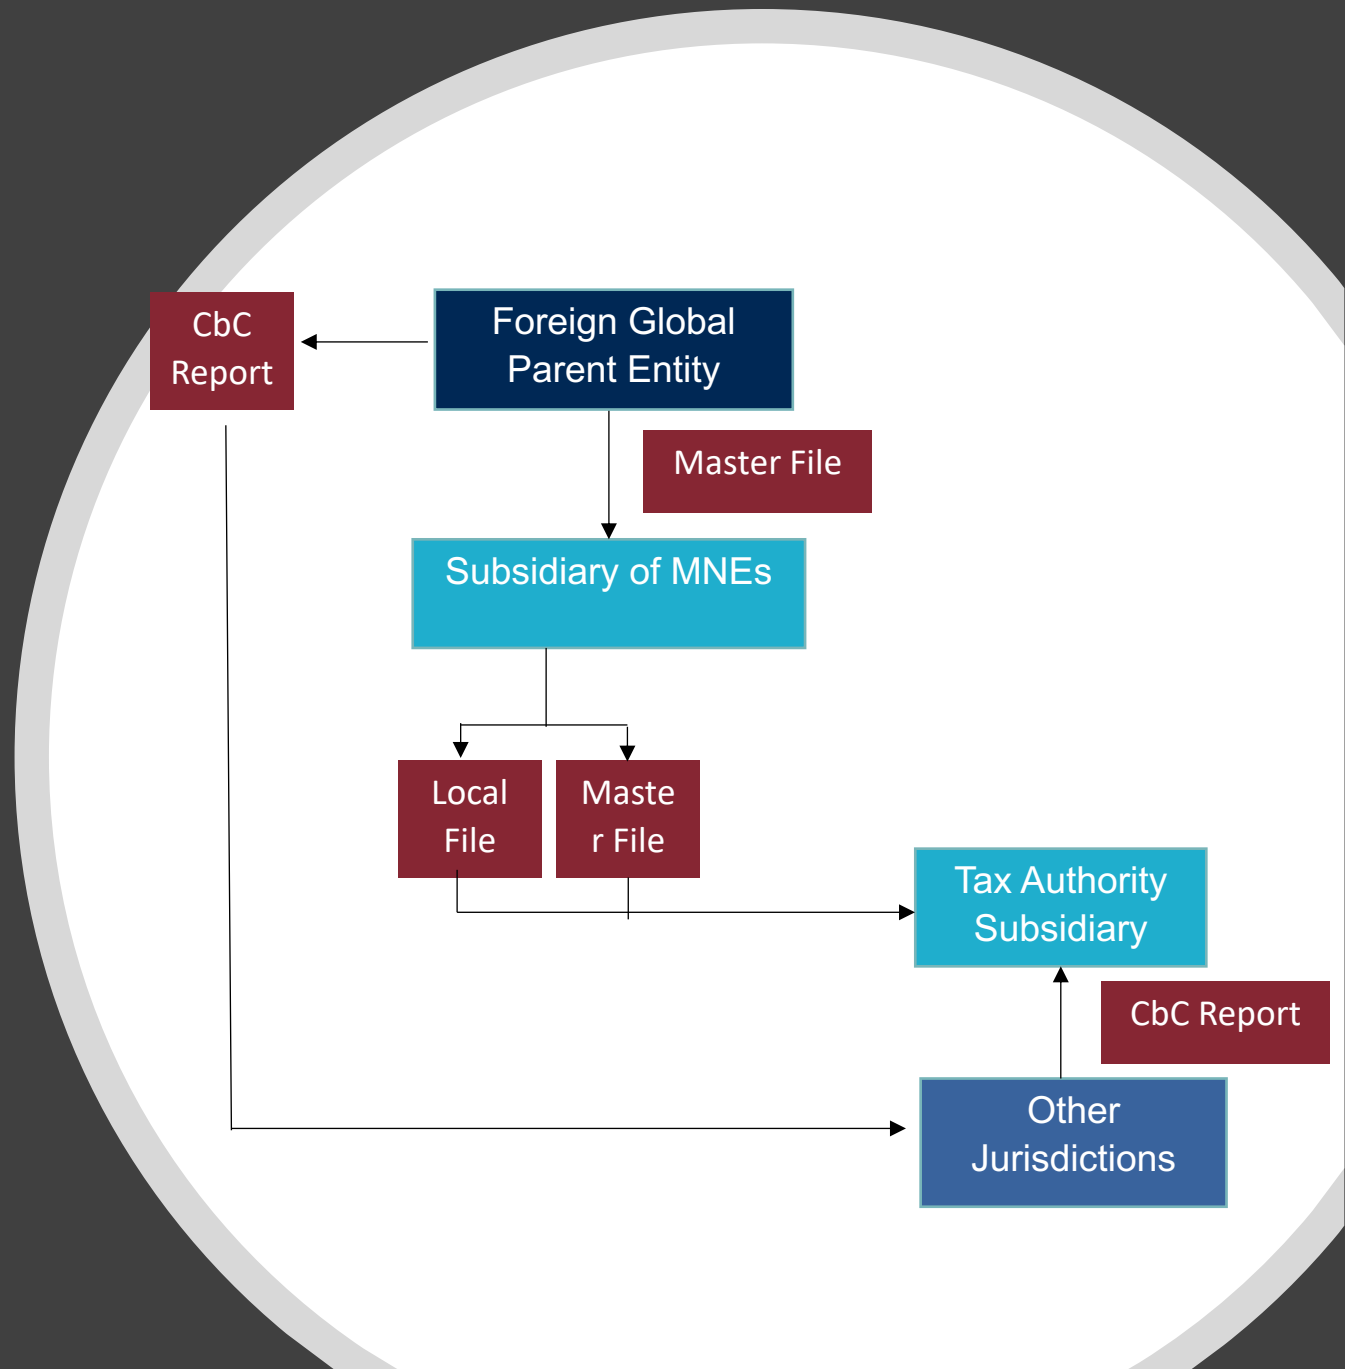 CbC
Report
Foreign Global
Parent Entity
Master File
Subsidiary of MNEs
Local
File
Maste
r File
Tax Authority
Subsidiary
CbC Report
Other
Jurisdictions